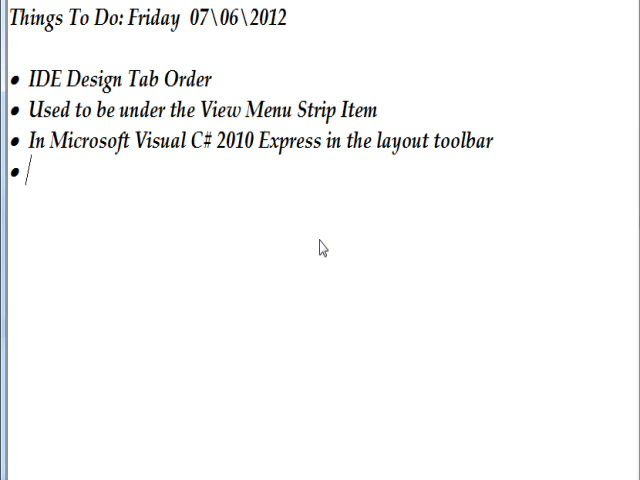 Things To Do: Friday 07\06\2012
• IDE Design Tab Order
• Used to be under the View Menu Strip Item
• In Microsoft Visual C# 2010 Express in the layout toolbar
•